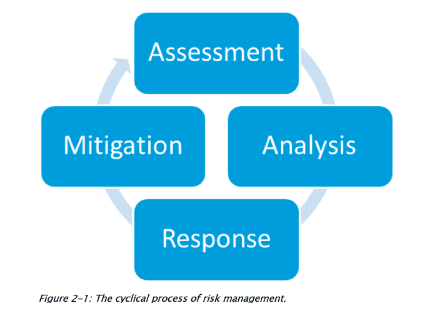 Assessment
Mitigation
Analysis
Response
Figure 2-1: The cyclical process of risk management.